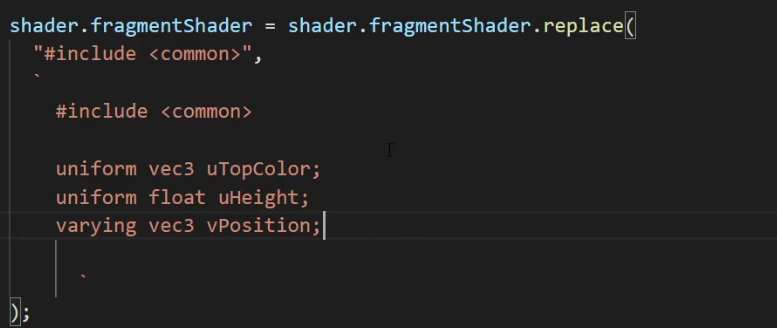 shader.fragmentShader = shader.fragmentShader.replace(
"#include <common>",
`
#include <common>
uniform vec3 uTopColor;
uniform float uHeight;
varying vec3 vPosition;
`
);